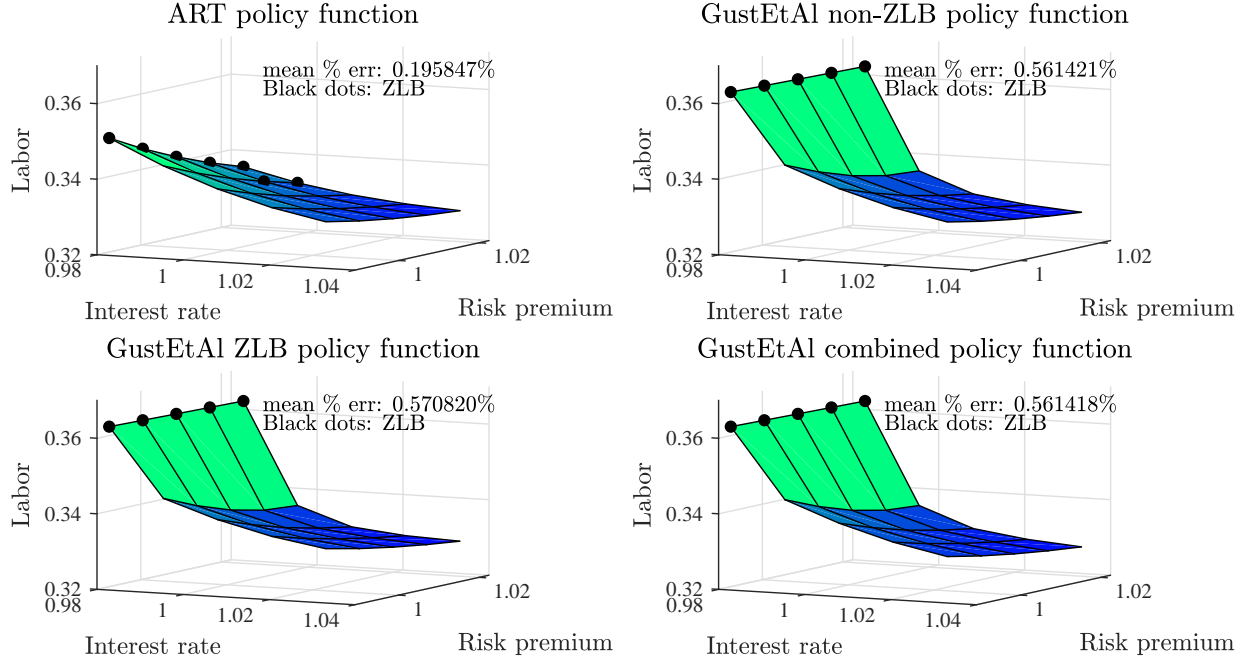 ART policy function
mean % err: 0.195847%
Black dots: ZLB
0.36
0.34
0.32
Labor
0.98
1
1.02
1.04
Interest rate
1
1.02
Risk premium
GustEtAl non-ZLB policy function
mean % err: 0.561421%
Black dots: ZLB
0.36
0.34
0.32
Labor
0.98
1
1.02
1.04
Interest rate
1
1.02
Risk premium
GustEtAl ZLB policy function
mean % err: 0.570820%
Black dots: ZLB
0.36
0.34
0.32
Labor
0.98
1
1.02
1.04
Interest rate
1
1.02
Risk premium
GustEtAl combined policy function
mean % err: 0.561418%
Black dots: ZLB
0.36
0.34
0.32
Labor
0.98
1
1.02
1.04
Interest rate
1
1.02
Risk premium